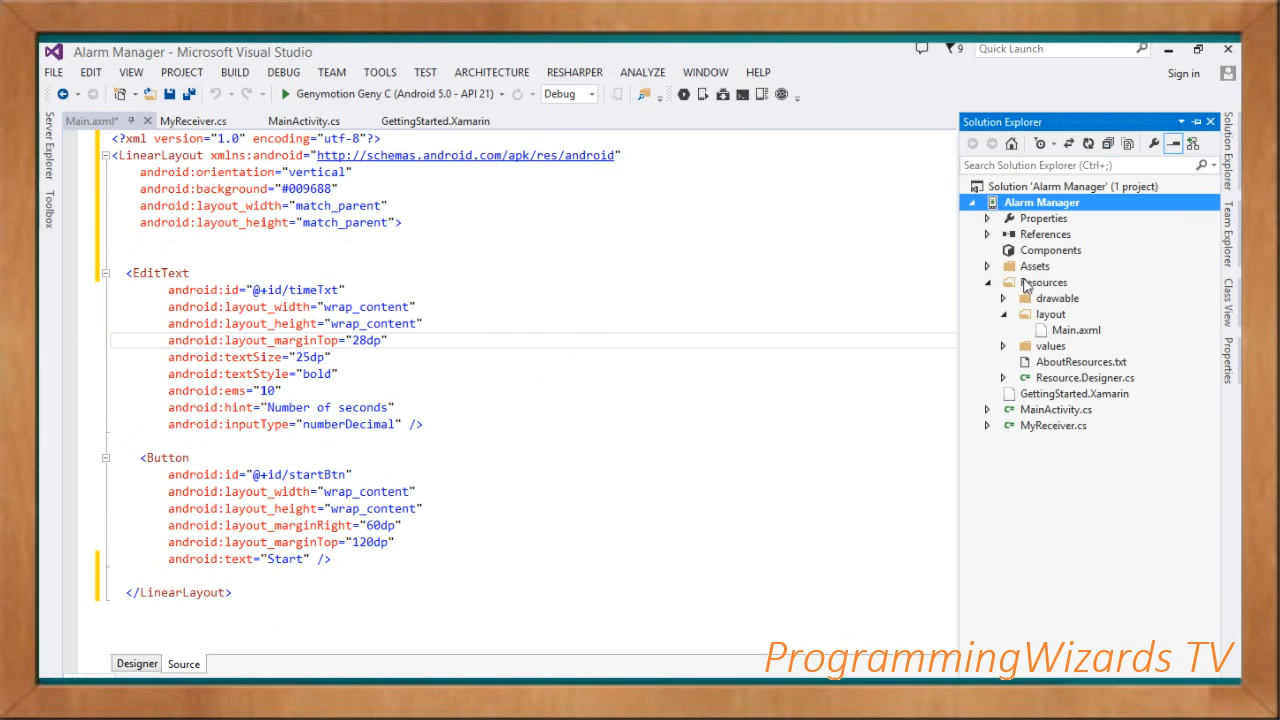 Alarm Manager - Microsoft Visual Studio
9
Quick Launch
FILE EDIT VIEW PROJECT BUILD DEBUG TEAM TOOLS TEST ARCHITECTURE RESHARPER ANALYZE WINDOW HELP
Sign in
Genymotion Geny C (Android 5.0 - API 21)
Debug
Server Explorer
Toolbox
Main.axml*
MyReceiver.cs
MainActivity.cs
GettingStarted.Xamarin
<?xml version="1.0" encoding="utf-8"?>
<LinearLayout xmlns:android="http://schemas.android.com/apk/res/android"
android:orientation="vertical"
android:background="#009688"
android:layout_width="match_parent"
android:layout_height="match_parent">
<EditText
android:id="@+id/timeTxt"
android:layout_width="wrap_content"
android:layout_height="wrap_content"
android:layout_marginTop="28dp"
android:textSize="25dp"
android:textStyle="bold"
android:ems="10"
android:hint="Number of seconds"
android:inputType="numberDecimal" />
<Button
android:id="@+id/startBtn"
android:layout_width="wrap_content"
android:layout_height="wrap_content"
android:layout_marginRight="60dp"
android:layout_marginTop="120dp"
android:text="Start" />
</LinearLayout>
Designer
Source
Solution Explorer
Search Solution Explorer (Ctrl+;)
Solution 'Alarm Manager' (1 project)
Alarm Manager
Properties
References
Components
Assets
Resources
drawable
layout
Main.axml
values
AboutResources.txt
Resource.Designer.cs
GettingStarted.Xamarin
MainActivity.cs
MyReceiver.cs
Solution Explorer
Team Explorer
Class View
Properties
ProgrammingWizards TV